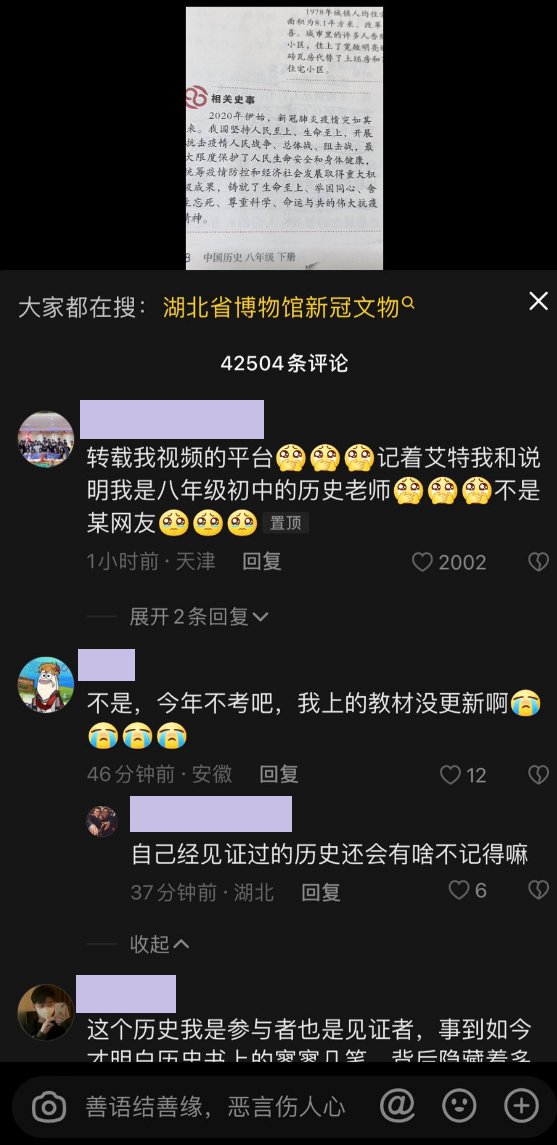 1978年城镇人均住
面积为8.1平方米。改革
善。城市里的许多人告
小区，住上了宽敞明亮
砖瓦房代替了土坯房和
住宅小区。
相关史事
2020年伊始，新冠肺炎疫情突如其
来。我国坚持人民至上、生命至上，开展
抗击疫情人民战争、总体战、阻击战，最
大限度保护了人民生命安全和身体健康，
统筹疫情防控和经济社会发展取得重大积
极成果，铸就了生命至上、举国同心、舍
生忘死、尊重科学、命运与共的伟大抗疫
精神。
8 中国历史 八年级 下册
大家都在搜：湖北省博物馆新冠文物
42504条评论
转载我视频的平台🥺🥺🥺记着艾特我和说
明我是八年级初中的历史老师🥺🥺🥺不是
某网友🥺🥺🥺 置顶
1小时前·天津 回复 2002
展开2条回复
不是，今年不考吧，我上的教材没更新啊😭
😭😭😭
46分钟前·安徽 回复 12
自己经见证过的历史还会有啥不记得嘛
37分钟前·湖北 回复 6
收起
这个历史我是参与者也是见证者，事到如今
才明白历史书上的寥寥几笔，背后隐藏着多
善语结善缘，恶言伤人心